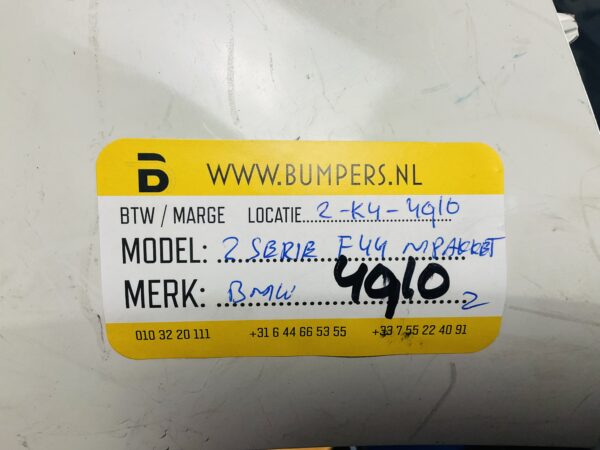 B WWW.BUMPERS.NL
BTW / MARGE LOCATIE 2-K4-4910
MODEL: 2 SERIE F44 MPAKKET
MERK: BMW 4910 2
010 32 20 111 +31 6 44 66 53 55 +33 7 55 22 40 91